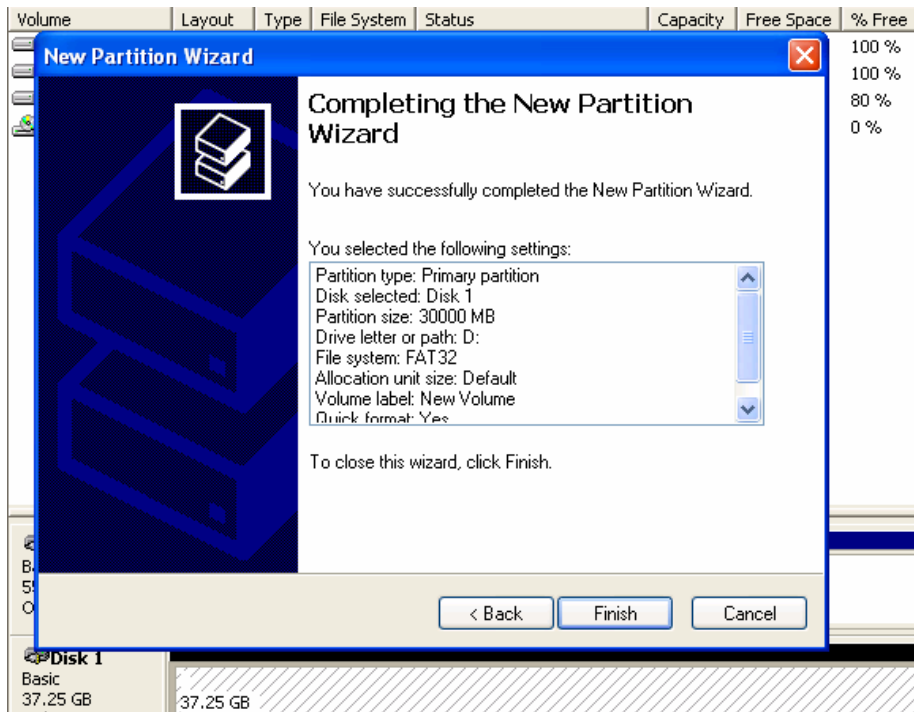 Volume Layout Type File System Status Capacity Free Space % Free
New Partition Wizard
100 %
100 %
80 %
0 %
Completing the New Partition
Wizard
You have successfully completed the New Partition Wizard.
You selected the following settings:
Partition type: Primary partition
Disk selected: Disk 1
Partition size: 30000 MB
Drive letter or path: D:
File system: FAT32
Allocation unit size: Default
Volume label: New Volume
Quick format: Yes
To close this wizard, click Finish.
< Back Finish Cancel
Disk 1
Basic
37.25 GB
37.25 GB